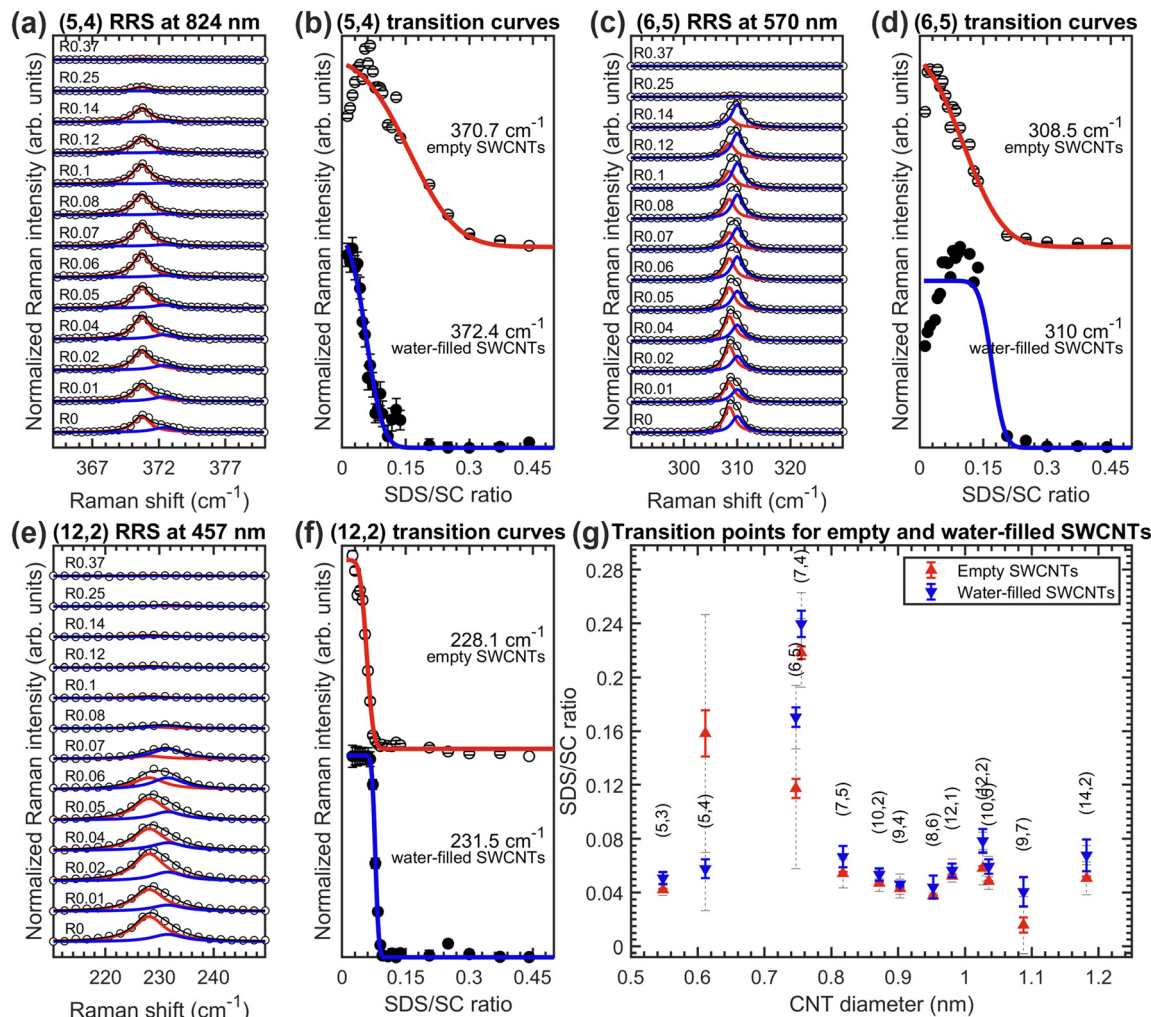 (a) (5,4) RRS at 824 nm
Normalized Raman intensity (arb. units)
R0.37
R0.25
R0.14
R0.12
R0.1
R0.08
R0.07
R0.06
R0.05
R0.04
R0.02
R0.01
R0
367 372 377
Raman shift (cm⁻¹)
(b) (5,4) transition curves
Normalized Raman intensity (arb. units)
370.7 cm⁻¹
empty SWCNTs
372.4 cm⁻¹
water-filled SWCNTs
0 0.15 0.3 0.45
SDS/SC ratio
(c) (6,5) RRS at 570 nm
Normalized Raman intensity (arb. units)
R0.37
R0.25
R0.14
R0.12
R0.1
R0.08
R0.07
R0.06
R0.05
R0.04
R0.02
R0.01
R0
300 310 320
Raman shift (cm⁻¹)
(d) (6,5) transition curves
Normalized Raman intensity (arb. units)
308.5 cm⁻¹
empty SWCNTs
310 cm⁻¹
water-filled SWCNTs
0 0.15 0.3 0.45
SDS/SC ratio
(e) (12,2) RRS at 457 nm
Normalized Raman intensity (arb. units)
R0.37
R0.25
R0.14
R0.12
R0.1
R0.08
R0.07
R0.06
R0.05
R0.04
R0.02
R0.01
R0
220 230 240
Raman shift (cm⁻¹)
(f) (12,2) transition curves
Normalized Raman intensity (arb. units)
228.1 cm⁻¹
empty SWCNTs
231.5 cm⁻¹
water-filled SWCNTs
0 0.15 0.3 0.45
SDS/SC ratio
(g) Transition points for empty and water-filled SWCNTs
Empty SWCNTs
Water-filled SWCNTs
SDS/SC ratio
0.28
0.24
0.2
0.16
0.12
0.08
0.04
0
(5,3)
(5,4)
(6,5)
(7,4)
(7,5)
(10,2)
(9,4)
(8,6)
(12,1)
(12,2)
(9,7)
(14,2)
0.5 0.6 0.7 0.8 0.9 1 1.1 1.2
CNT diameter (nm)